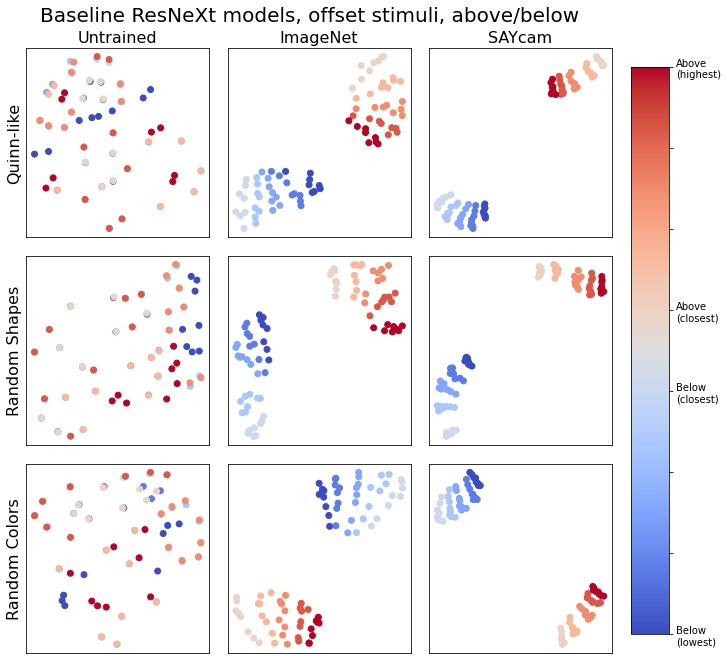 Baseline ResNeXt models, offset stimuli, above/below
Untrained
ImageNet
SAYcam
Quinn-like
Random Shapes
Random Colors
Above
(highest)
Above
(closest)
Below
(closest)
Below
(lowest)